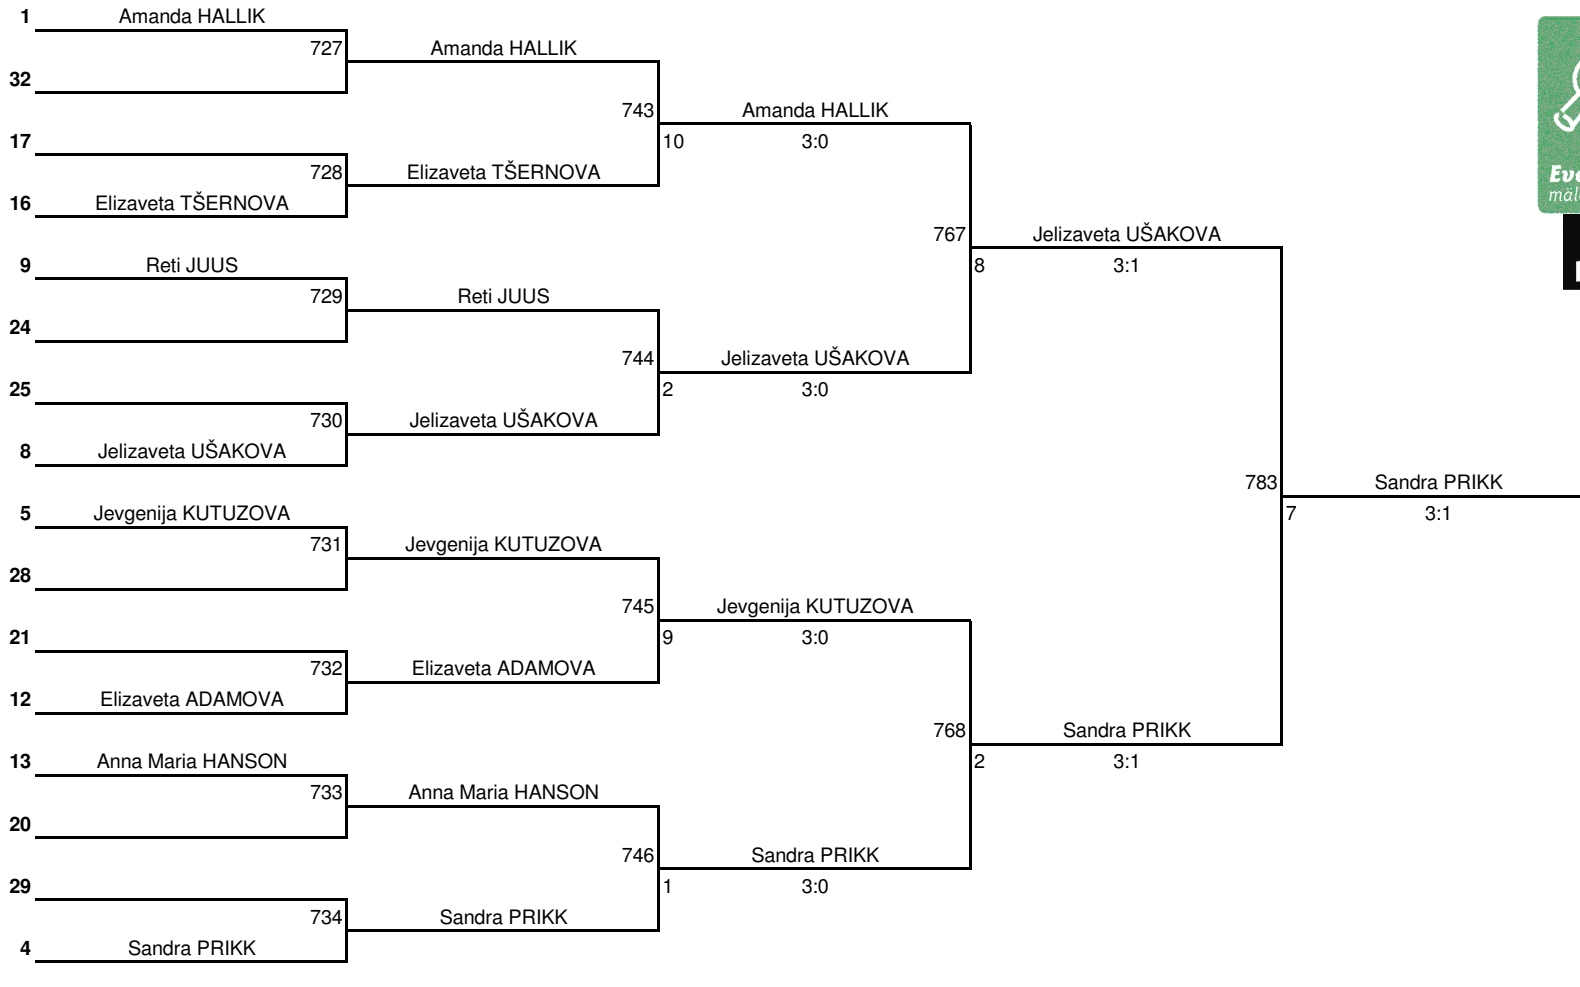 1 Amanda HALLIK
727 Amanda HALLIK
32
743 Amanda HALLIK
17
10 3:0
728 Elizaveta TŠERNOVA
16 Elizaveta TŠERNOVA
767 Jelizaveta UŠAKOVA
9 Reti JUUS
8 3:1
729 Reti JUUS
24
744 Jelizaveta UŠAKOVA
25
2 3:0
730 Jelizaveta UŠAKOVA
8 Jelizaveta UŠAKOVA
783 Sandra PRIKK
5 Jevgenija KUTUZOVA
7 3:1
731 Jevgenija KUTUZOVA
28
745 Jevgenija KUTUZOVA
21
9 3:0
732 Elizaveta ADAMOVA
12 Elizaveta ADAMOVA
768 Sandra PRIKK
13 Anna Maria HANSON
2 3:1
733 Anna Maria HANSON
20
746 Sandra PRIKK
29
1 3:0
734 Sandra PRIKK
4 Sandra PRIKK